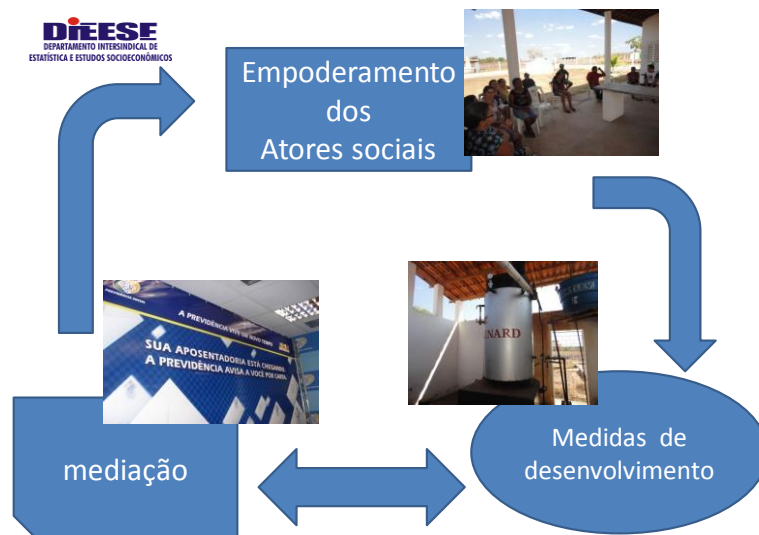 DIEESE
DEPARTAMENTO INTERSINDICAL DE
ESTATÍSTICA E ESTUDOS SOCIOECONÔMICOS
Empoderamento
dos
Atores sociais
A PREVIDÊNCIA VIVE UM NOVO TEMPO
SUA APOSENTADORIA ESTÁ CHEGANDO.
A PREVIDÊNCIA AVISA A VOCÊ POR CARTA.
NARD
mediação
Medidas de
desenvolvimento